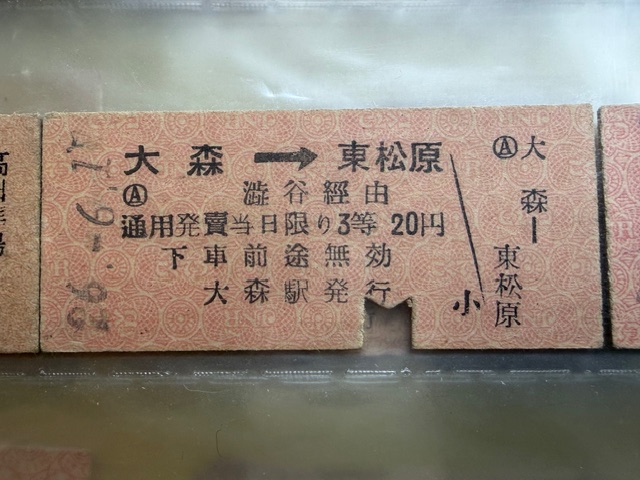 大森→東松原
Ⓐ 澁谷經由
通用発賣当日限り3等 20円
下車前途無効
大森駅発行
小
Ⓐ大森ー東松原